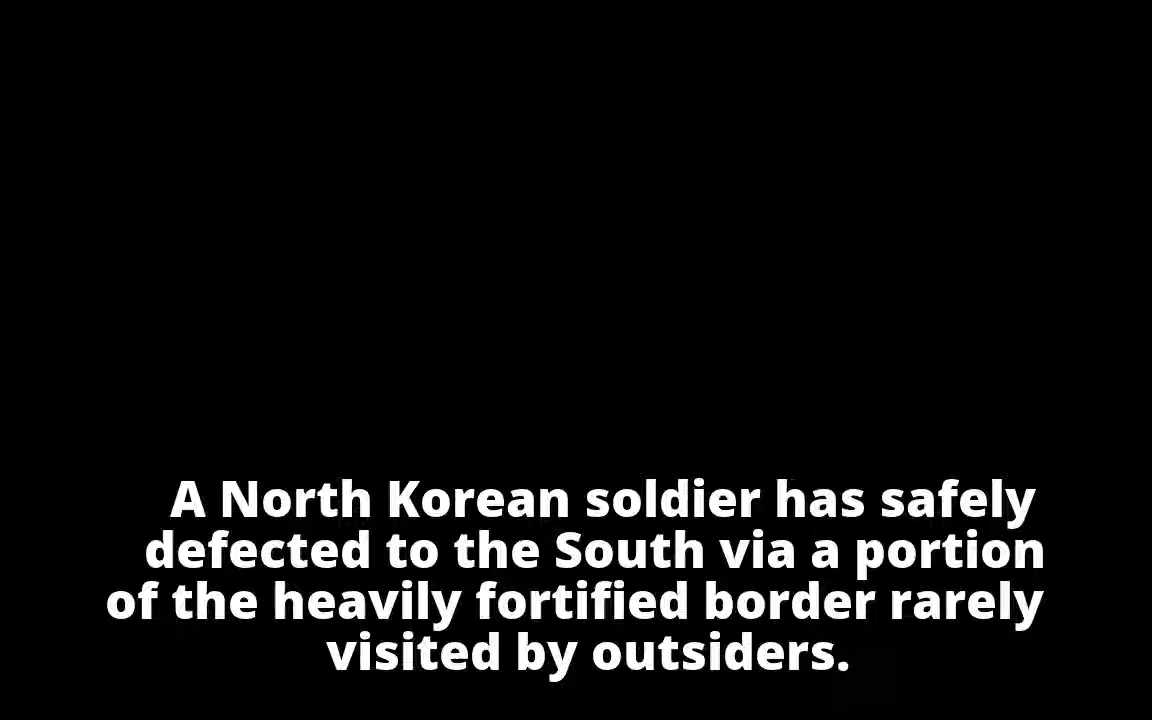 A North Korean soldier has safely
defected to the South via a portion
of the heavily fortified border rarely
visited by outsiders.